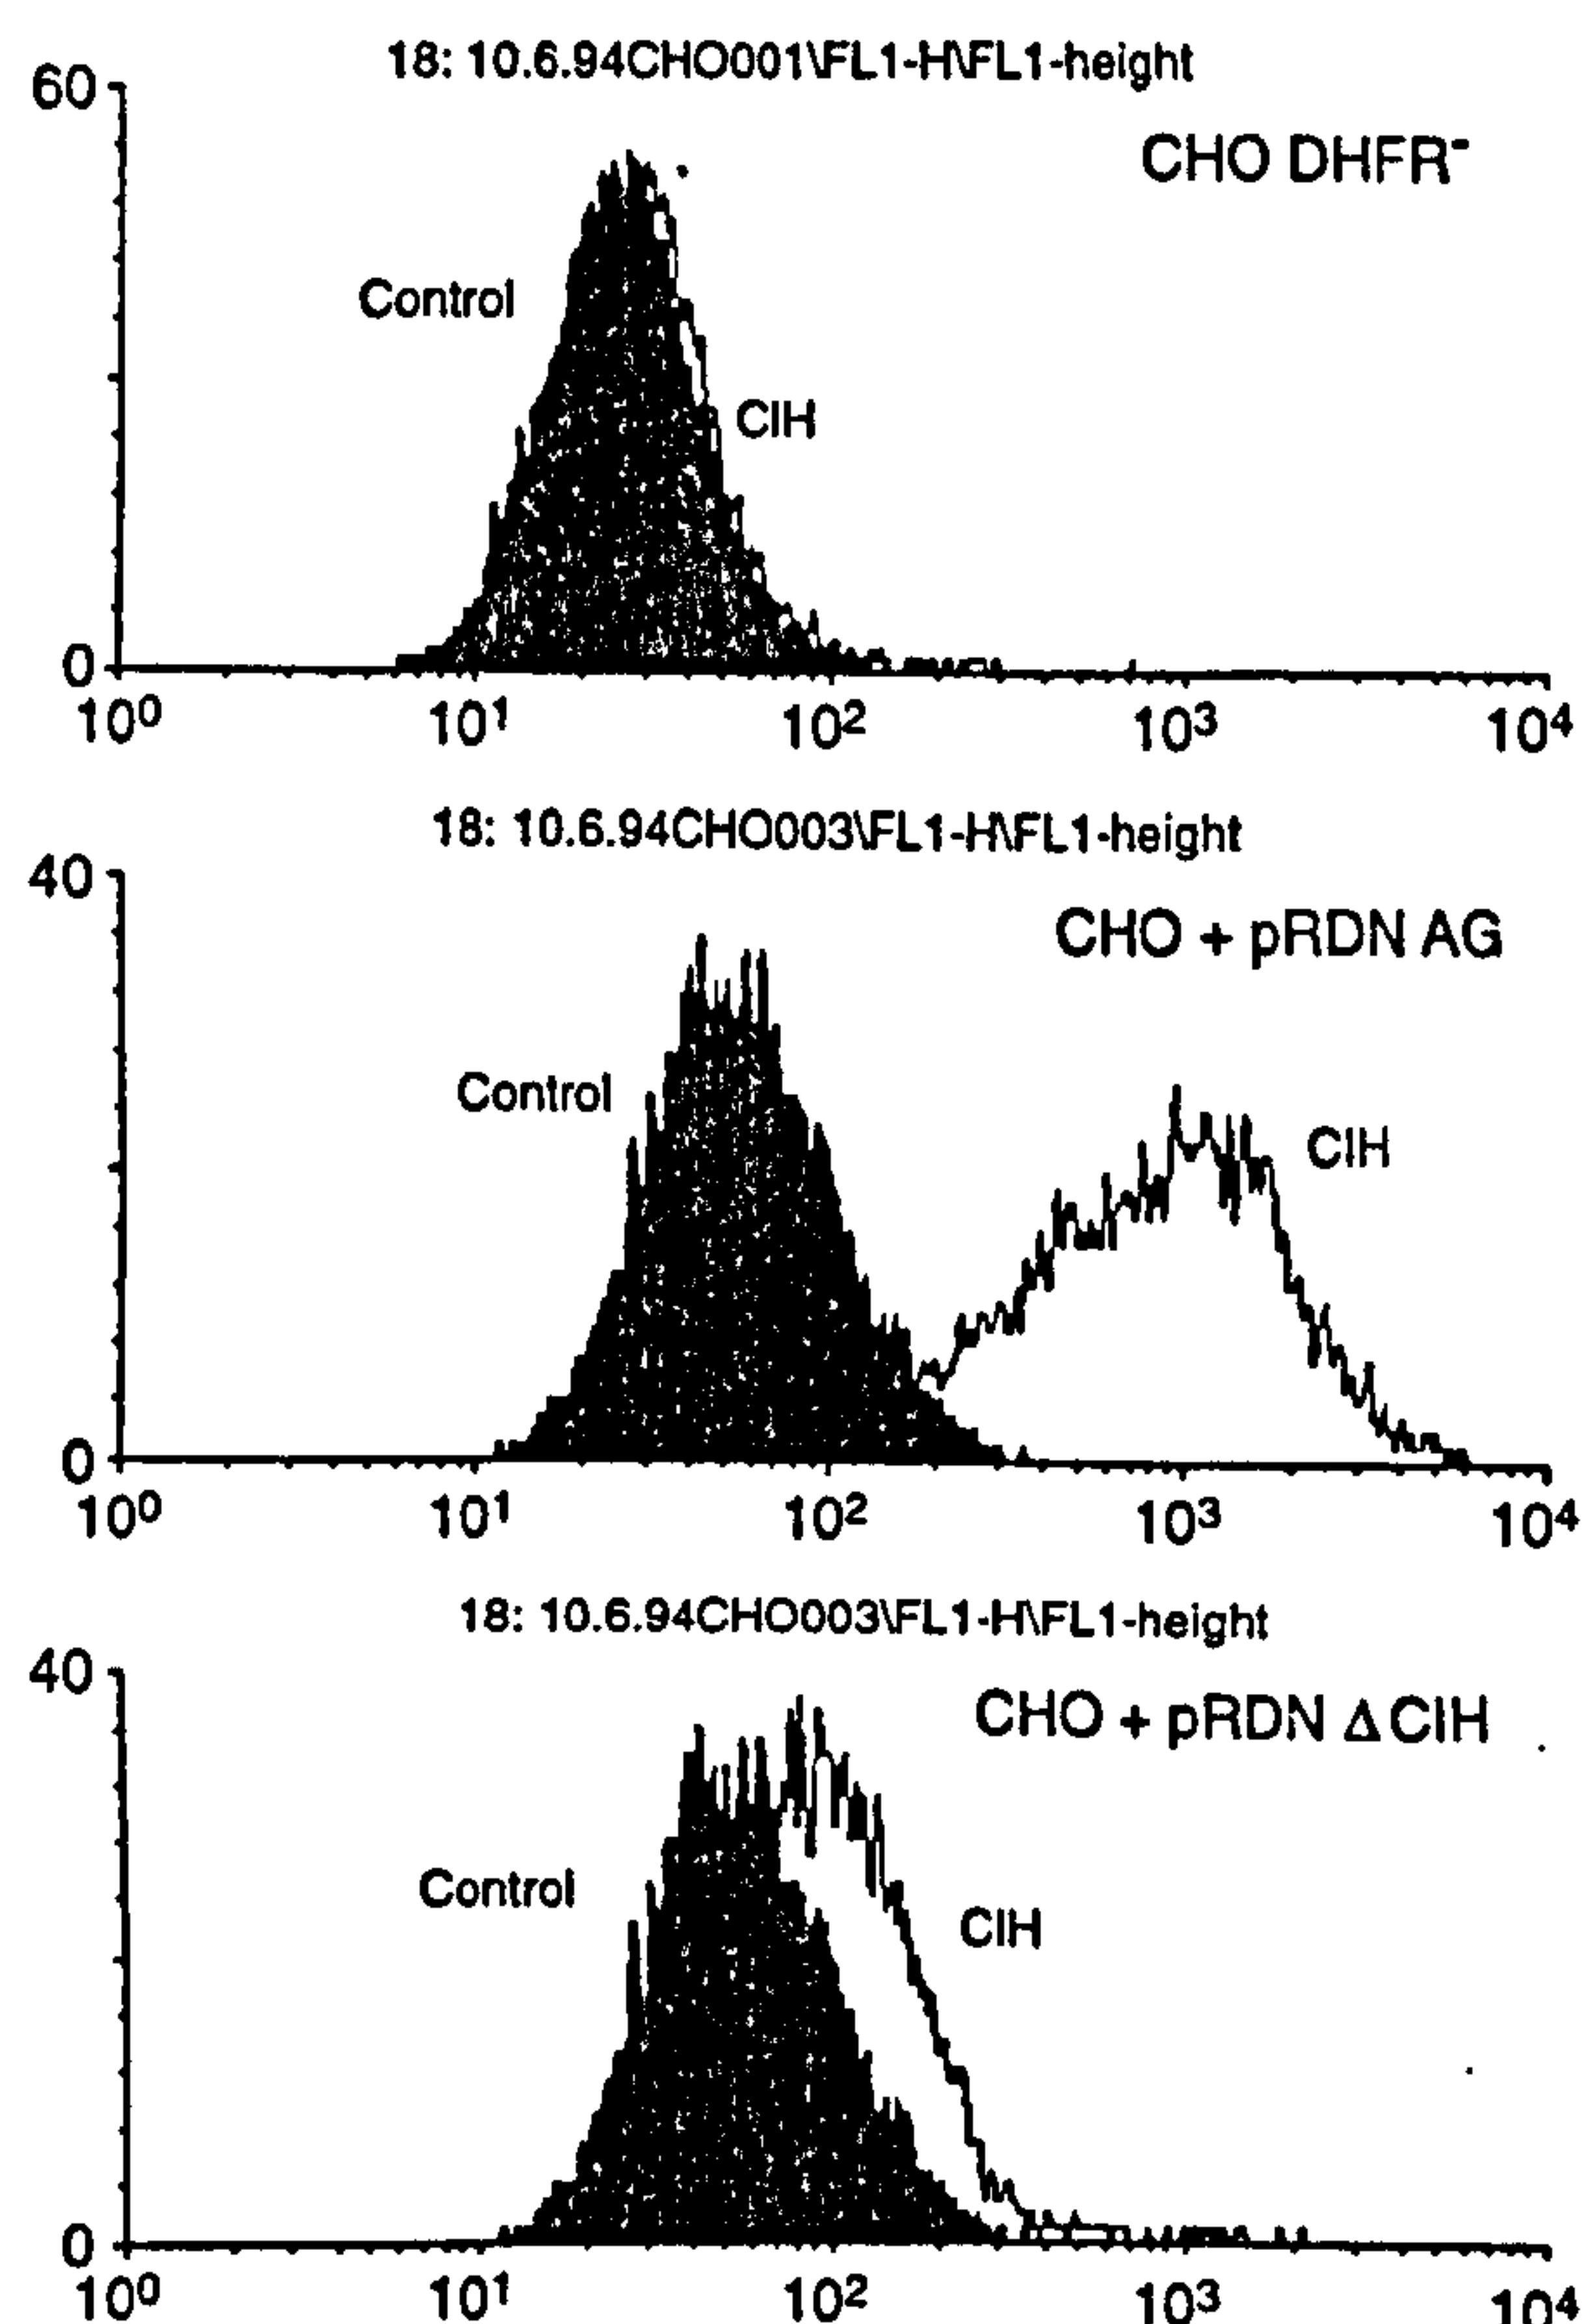 18: 10.6.94CHO001\FL1-H\FL1-height
60
CHO DHFR⁻
Control
CIH
0
10⁰ 10¹ 10² 10³ 10⁴
18: 10.6.94CHO003\FL1-H\FL1-height
40
CHO + pRDN AG
Control
CIH
0
10⁰ 10¹ 10² 10³ 10⁴
18: 10.6.94CHO003\FL1-H\FL1-height
40
CHO + pRDN Δ CIH
Control
CIH
0
10⁰ 10¹ 10² 10³ 10⁴